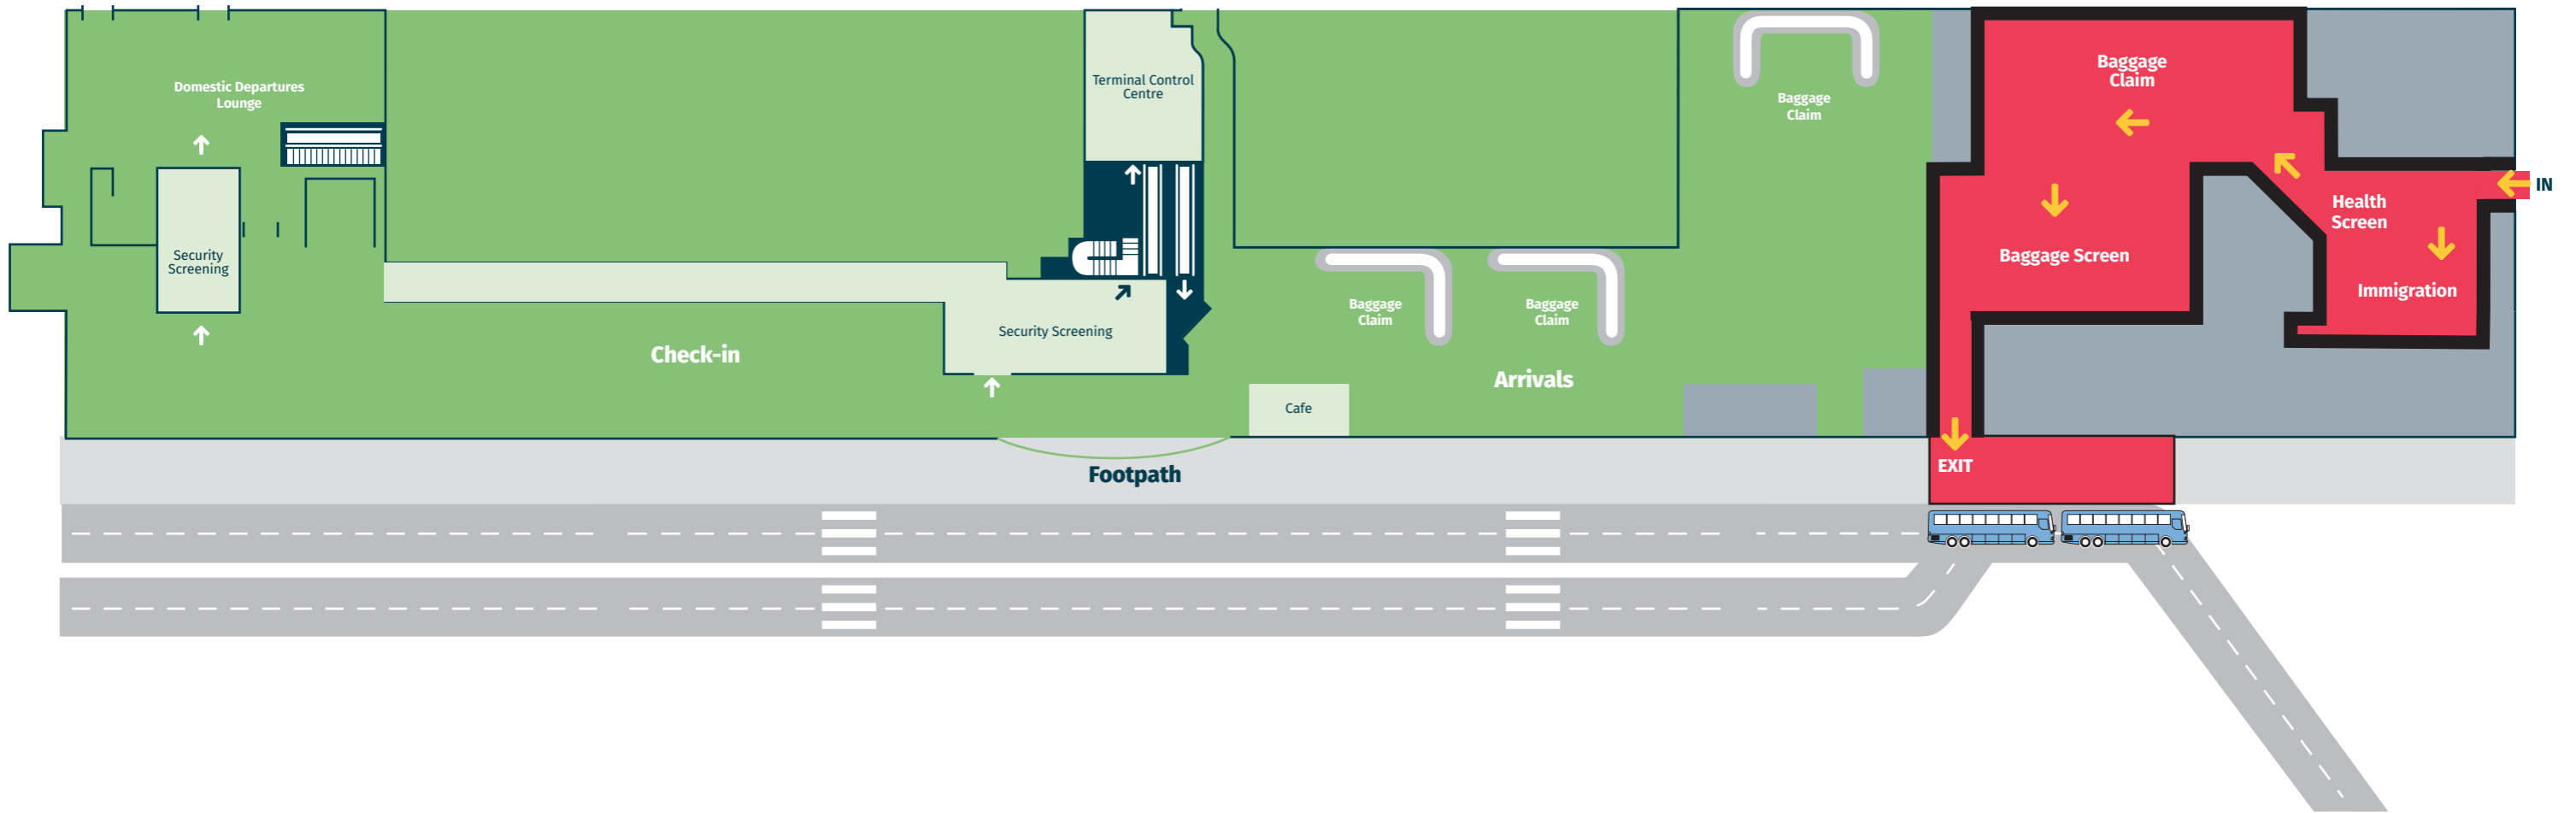 Domestic Departures
Lounge
Security
Screening
Check-in
Terminal Control
Centre
Security Screening
Footpath
Baggage
Claim
Baggage
Claim
Baggage
Claim
Arrivals
Cafe
Baggage
Claim
Baggage Screen
Health
Screen
Immigration
IN
EXIT